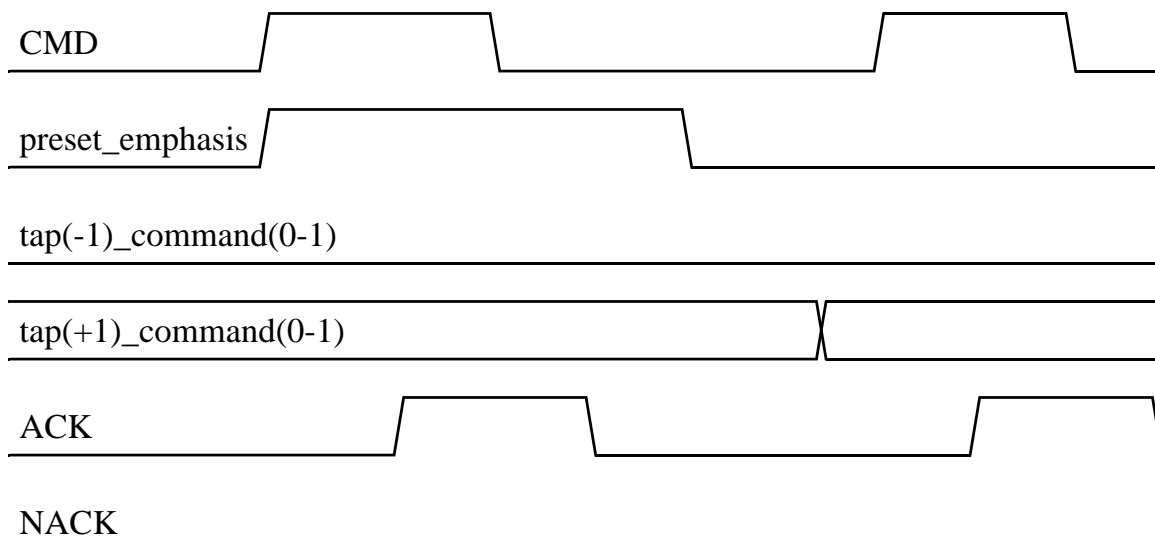 CMD
preset_emphasis
tap(-1)_command(0-1)
tap(+1)_command(0-1)
ACK
NACK